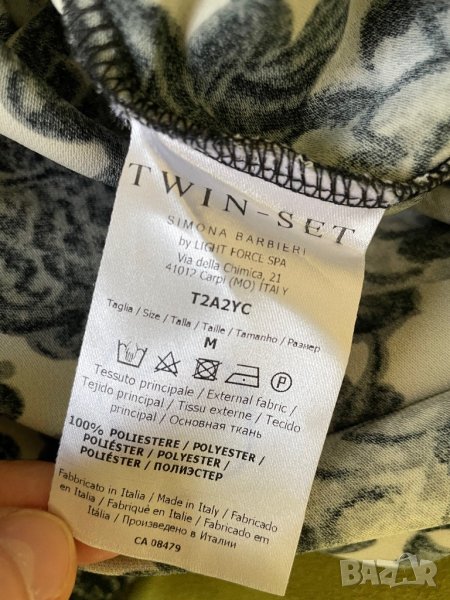 TWIN-SET
SIMONA BARBIERI
by LIGHT FORCE SPA
Via della Chimica, 21
41012 Carpi (MO) ITALY
T2A2YC
Taglia / Size / Talla / Taille / Tamanho / Размер
M
P
Tessuto principale / External fabric /
Tejido principal / Tissu externe / Tecido
principal / Основная ткань
100% POLIESTERE / POLYESTER /
POLIÉSTER / POLYESTER /
POLIÉSTER / ПОЛИЭСТЕР
Fabbricato in Italia / Made in Italy / Fabricado
en Italia / Fabriqué en Italie / Fabricado em
Itália / Произведено в Италии
CA 08479
BAZAR